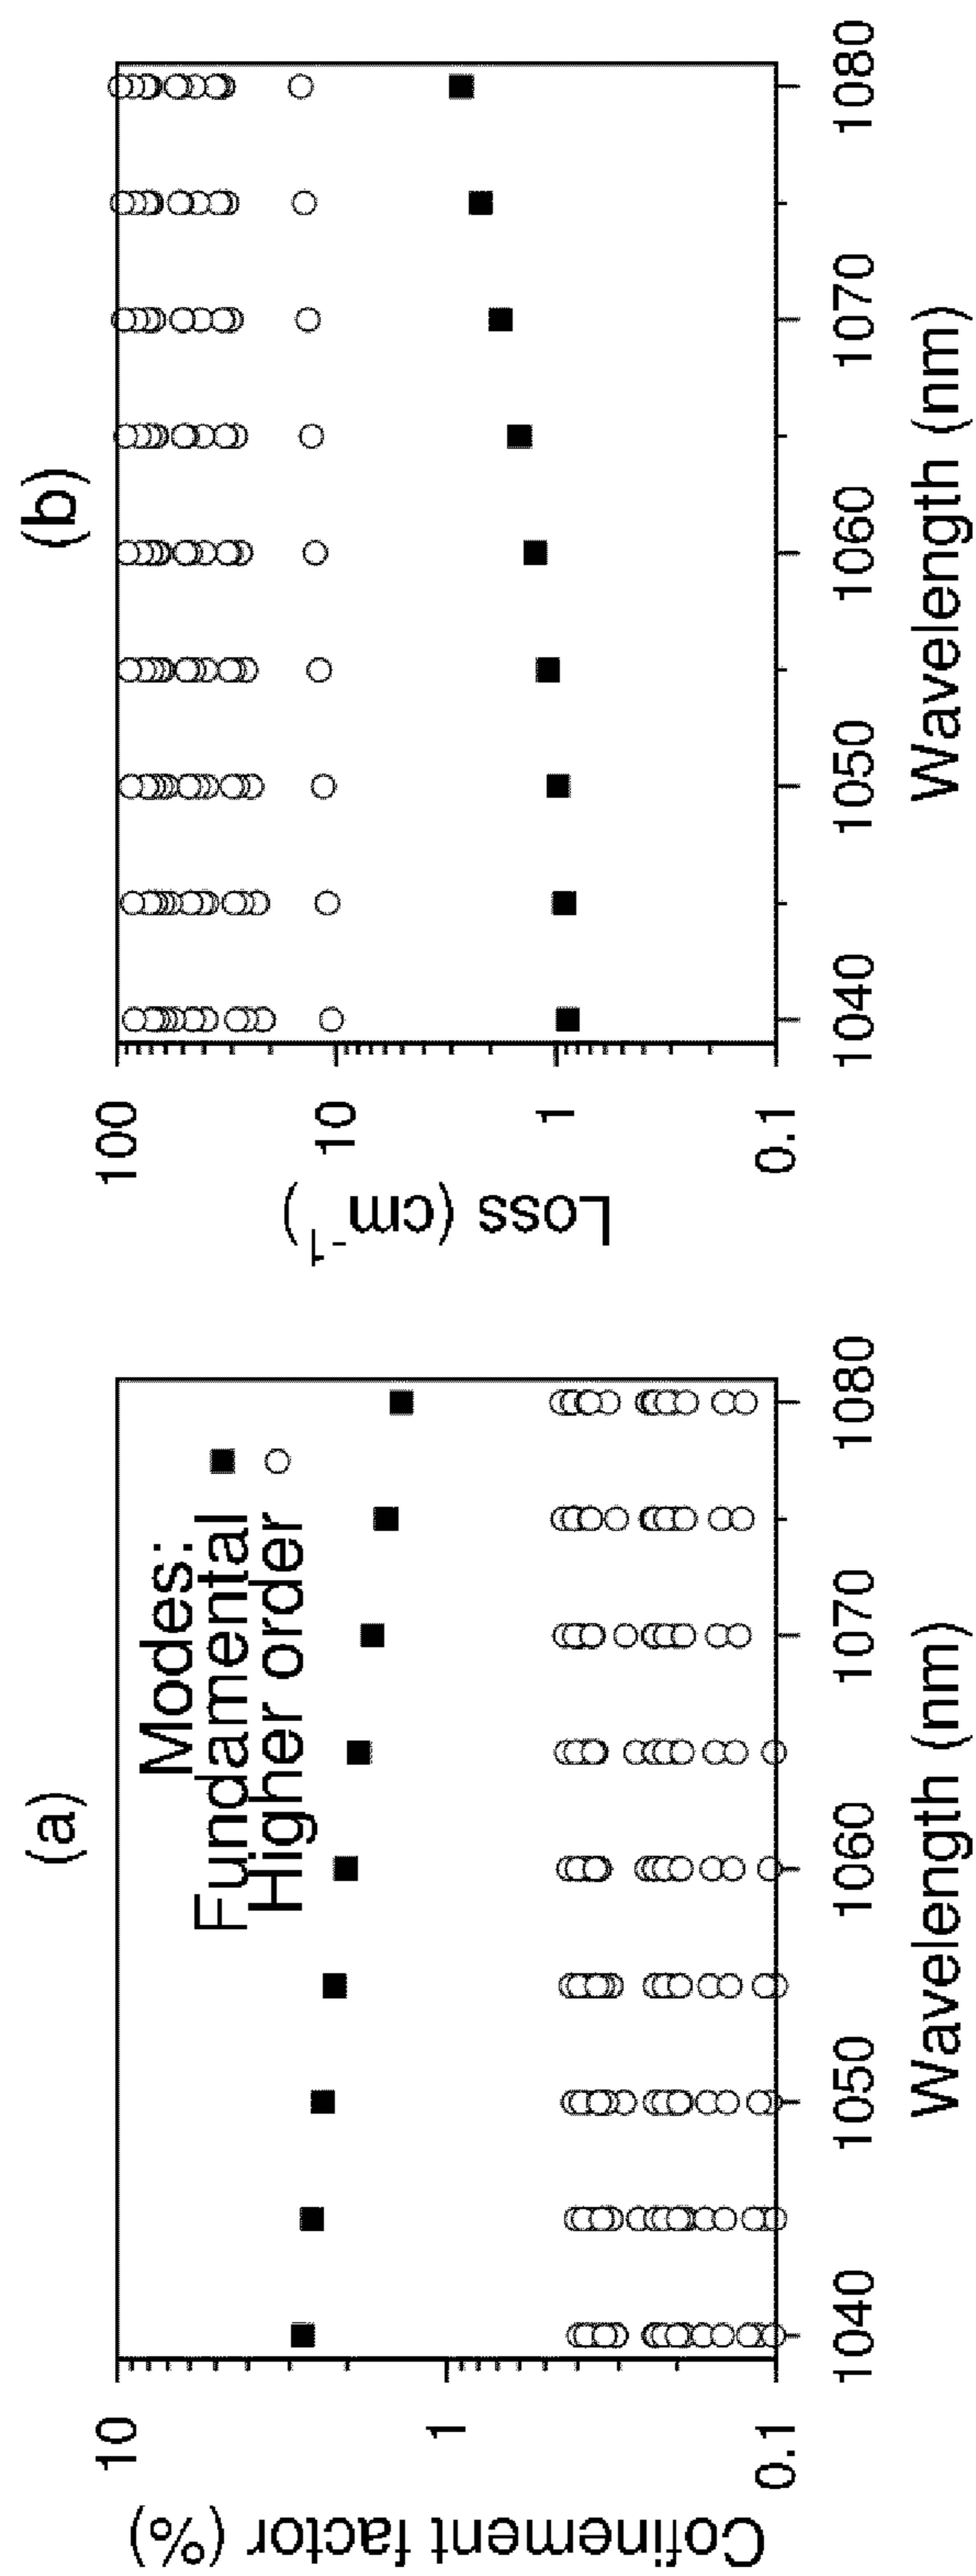 (a)
Modes:
Fundamental
Higher order
10
1
0.1
Cofinement factor (%)
1040 1050 1060 1070 1080
Wavelength (nm)
(b)
100
10
1
0.1
Loss (cm⁻¹)
1040 1050 1060 1070 1080
Wavelength (nm)